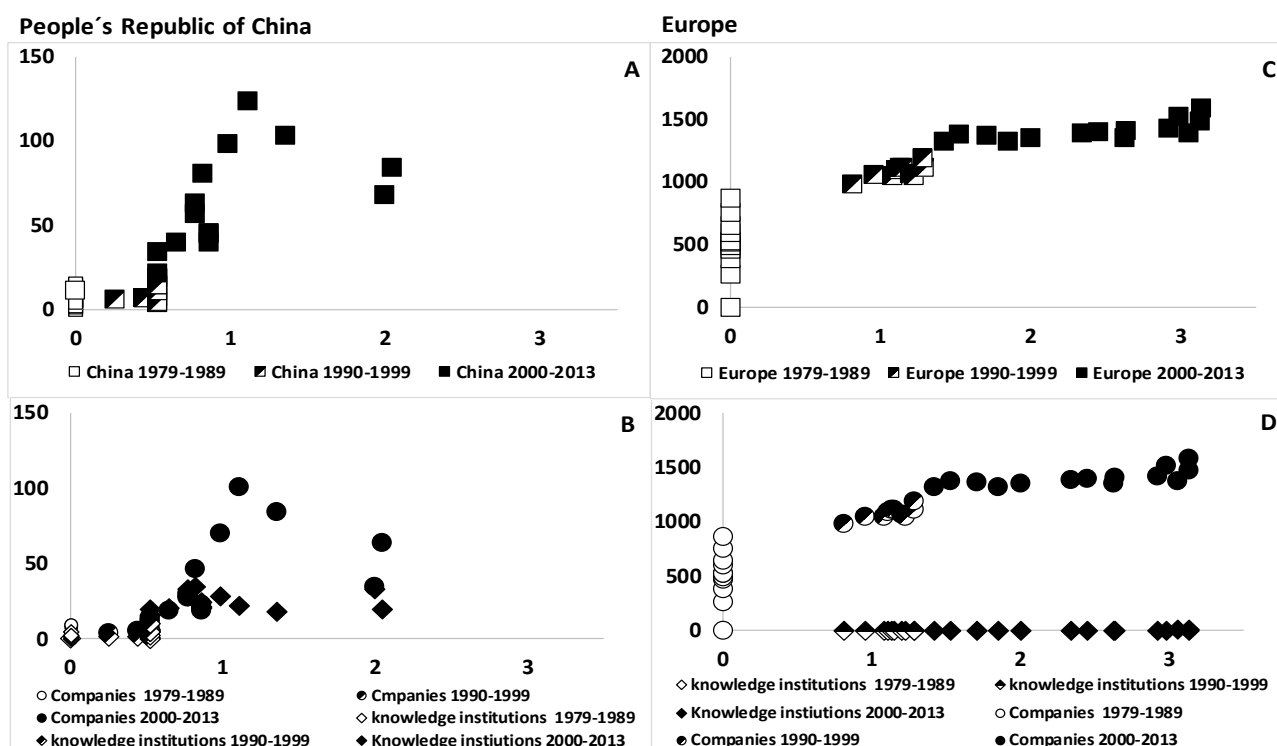 People´s Republic of China
Europe
150
A
100
50
0
0 1 2 3
China 1979-1989 China 1990-1999 China 2000-2013
2000
C
1500
1000
500
0
0 1 2 3
Europe 1979-1989 Europe 1990-1999 Europe 2000-2013
150
B
100
50
0
0 1 2 3
Companies 1979-1989 Cmpanies 1990-1999
Companies 2000-2013 knowledge institutions 1979-1989
knowledge institutions 1990-1999 Knowledge institutions 2000-2013
2000
D
1500
1000
500
0
0 1 2 3
knowledge institutions 1979-1989 knowledge institutions 1990-1999
Knowledge instiutions 2000-2013 Companies 1979-1989
Companies 1990-1999 Companies 2000-2013